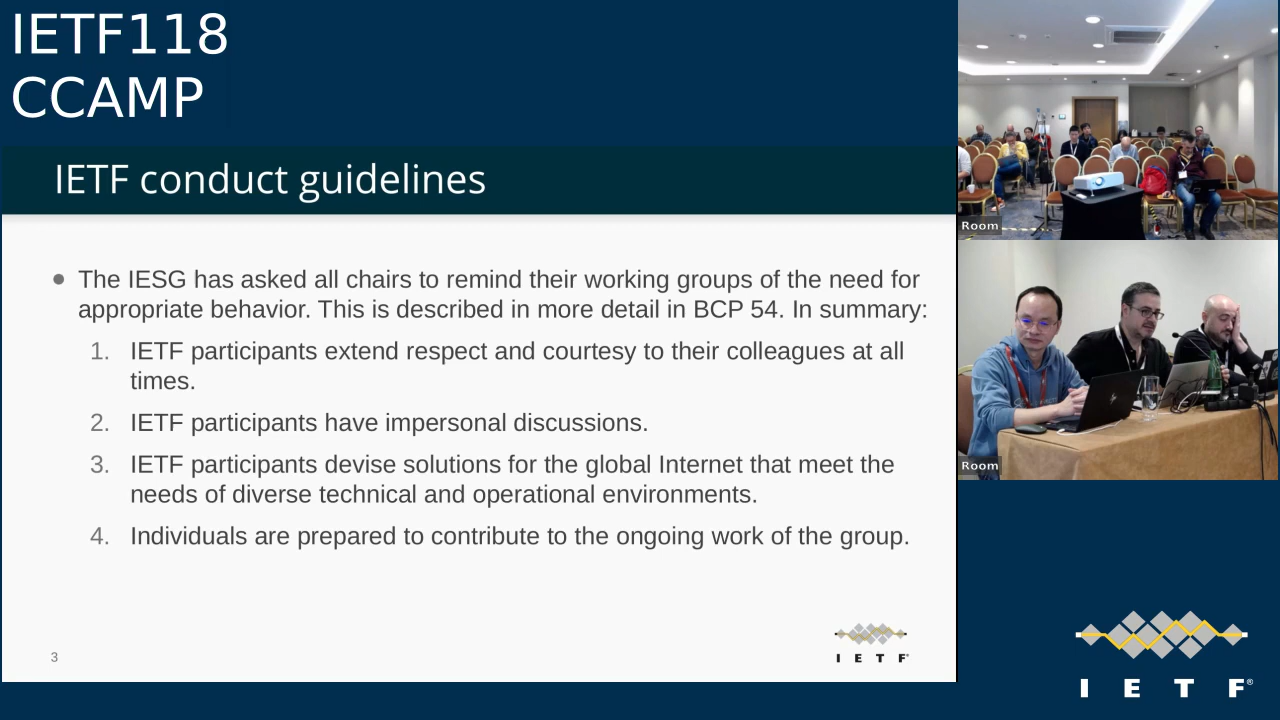 IETF118
CCAMP
IETF conduct guidelines
● The IESG has asked all chairs to remind their working groups of the need for
appropriate behavior. This is described in more detail in BCP 54. In summary:
1. IETF participants extend respect and courtesy to their colleagues at all
times.
2. IETF participants have impersonal discussions.
3. IETF participants devise solutions for the global Internet that meet the
needs of diverse technical and operational environments.
4. Individuals are prepared to contribute to the ongoing work of the group.
3
I E T F®
Room
Room
I E T F®